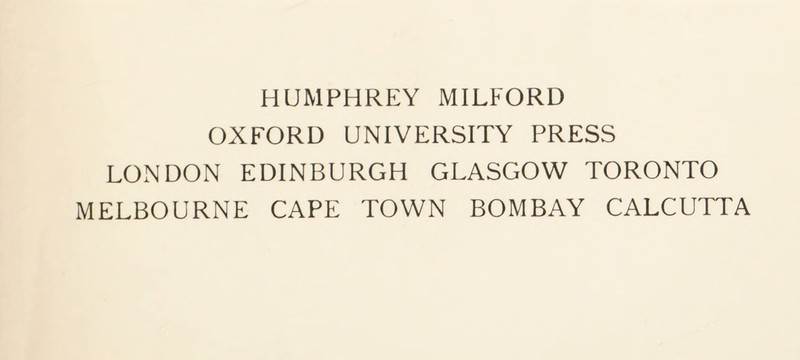 HUMPHREY MILFORD
OXFORD UNIVERSITY PRESS
LONDON EDINBURGH GLASGOW TORONTO
MELBOURNE CAPE TOWN BOMBAY CALCUTTA